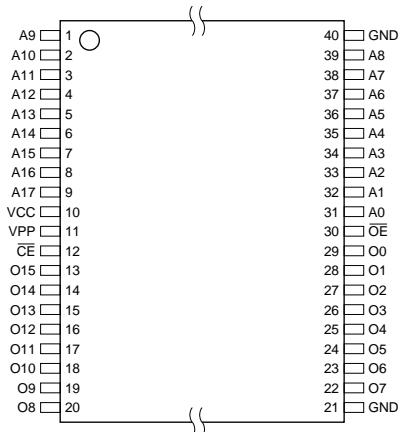 A9 1 40 GND
A10 2 39 A8
A11 3 38 A7
A12 4 37 A6
A13 5 36 A5
A14 6 35 A4
A15 7 34 A3
A16 8 33 A2
A17 9 32 A1
VCC 10 31 A0
VPP 11 30 O̅E̅
C̅E̅ 12 29 O0
O15 13 28 O1
O14 14 27 O2
O13 15 26 O3
O12 16 25 O4
O11 17 24 O5
O10 18 23 O6
O9 19 22 O7
O8 20 21 GND